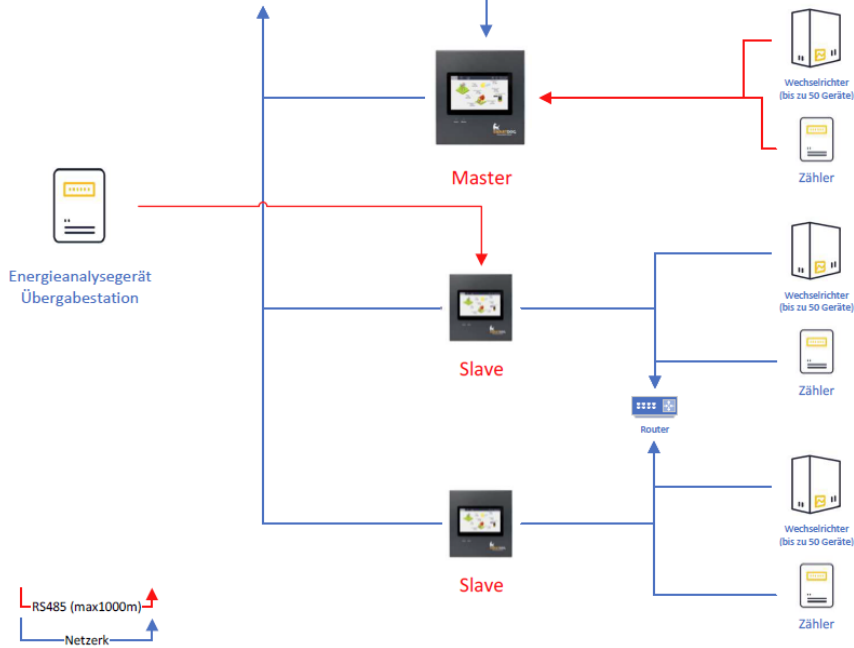 Wechselrichter
(bis zu 50 Geräte)
Master
Zähler
Energieanalysegerät
Übergabestation
Wechselrichter
(bis zu 50 Geräte)
Slave
Zähler
Router
Wechselrichter
(bis zu 50 Geräte)
Slave
RS485 (max1000m)
Zähler
Netzerk